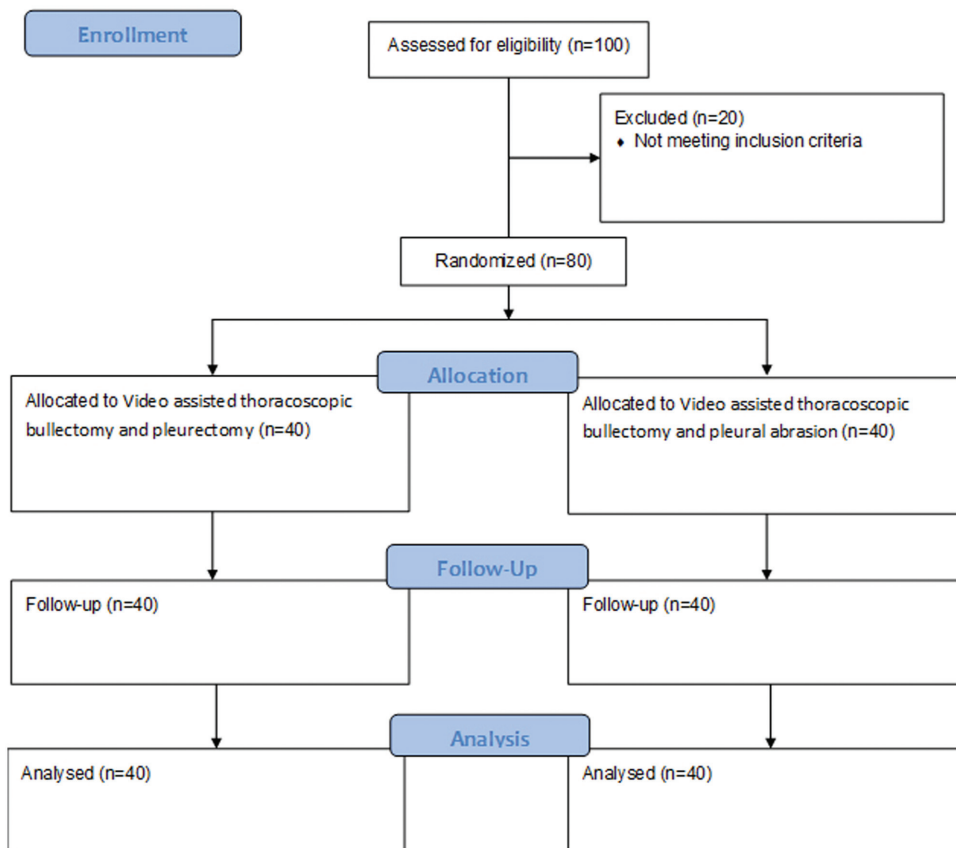 Enrollment
Assessed for eligibility (n=100)
Excluded (n=20)
♦ Not meeting inclusion criteria
Randomized (n=80)
Allocation
Allocated to Video assisted thoracoscopic
bullectomy and pleurectomy (n=40)
Allocated to Video assisted thoracoscopic
bullectomy and pleural abrasion (n=40)
Follow-Up
Follow-up (n=40)
Follow-up (n=40)
Analysis
Analysed (n=40)
Analysed (n=40)